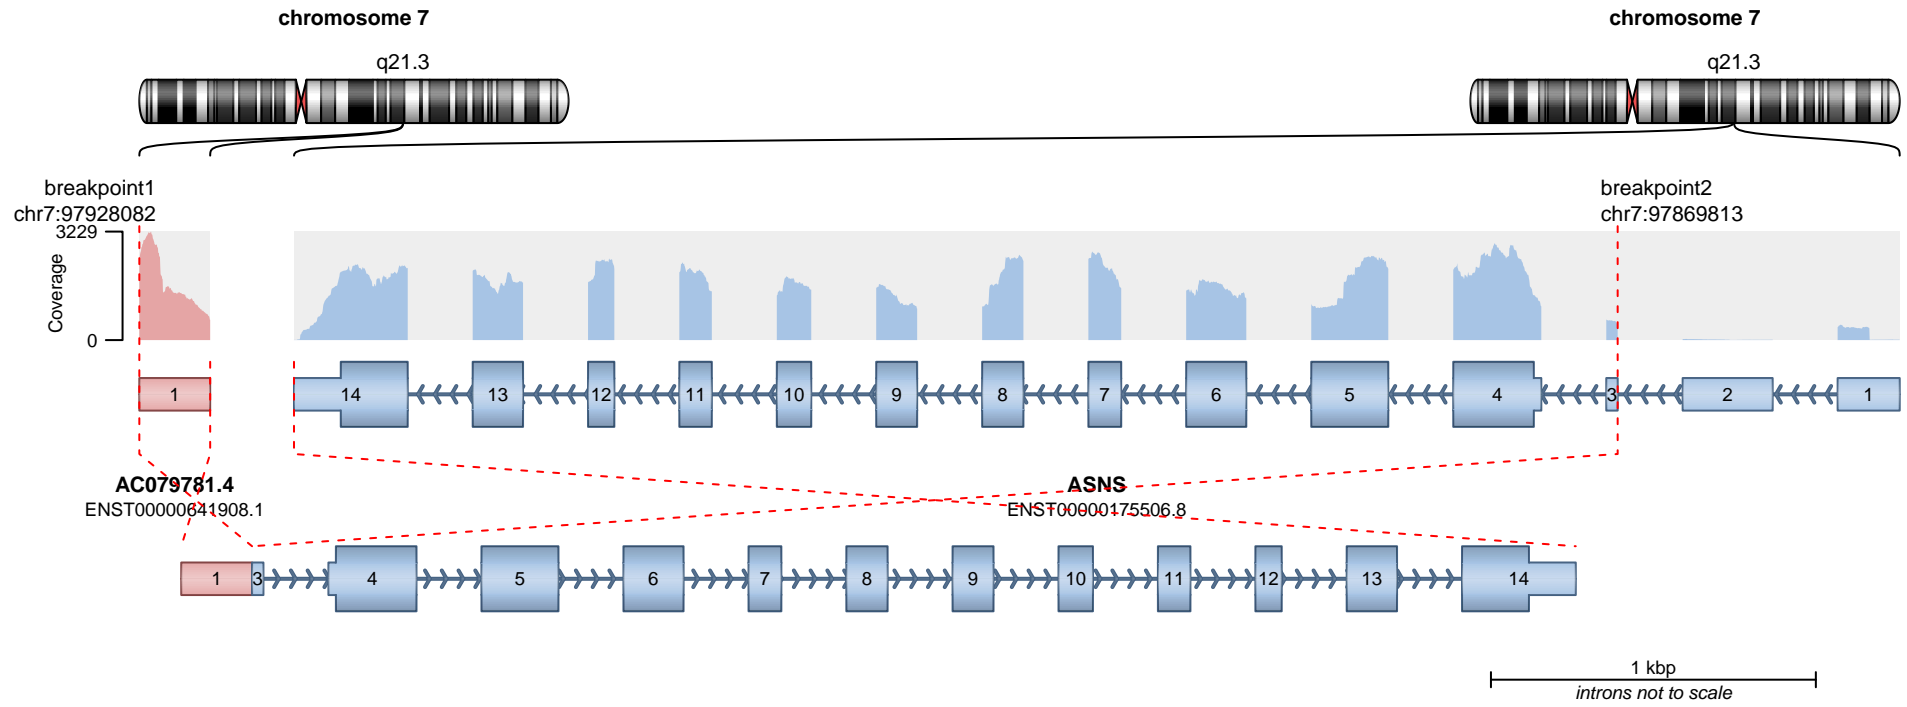 chromosome 7
chromosome 7
q21.3
q21.3
breakpoint1
chr7:97928082
breakpoint2
chr7:97869813
3229
Coverage
0
1
14 13 12 11 10 9 8 7 6 5 4 3 2 1
AC079781.4
ENST00000641908.1
ASNS
ENST00000175506.8
1 3 4 5 6 7 8 9 10 11 12 13 14
1 kbp
introns not to scale